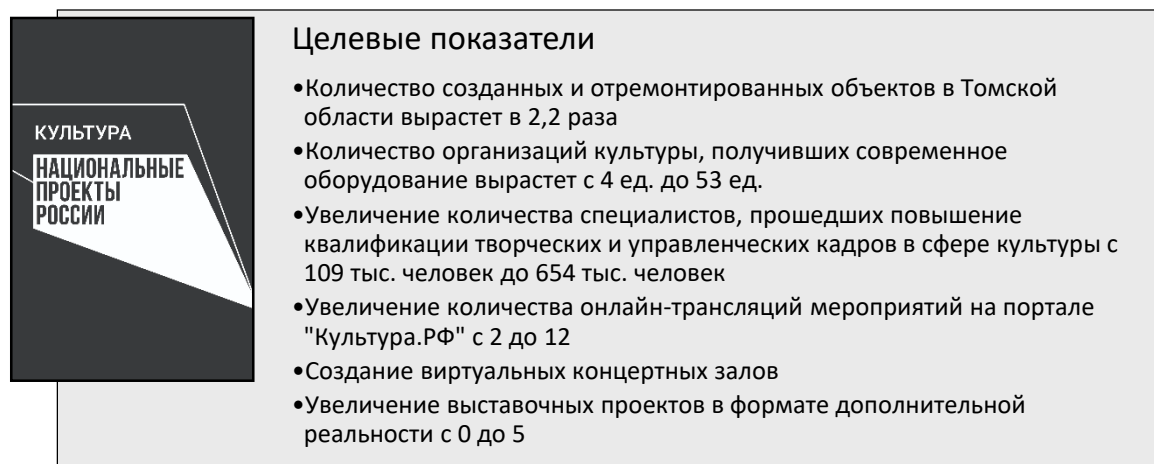 КУЛЬТУРА
НАЦИОНАЛЬНЫЕ
ПРОЕКТЫ
РОССИИ
Целевые показатели
•Количество созданных и отремонтированных объектов в Томской
области вырастет в 2,2 раза
•Количество организаций культуры, получивших современное
оборудование вырастет с 4 ед. до 53 ед.
•Увеличение количества специалистов, прошедших повышение
квалификации творческих и управленческих кадров в сфере культуры с
109 тыс. человек до 654 тыс. человек
•Увеличение количества онлайн-трансляций мероприятий на портале
"Культура.РФ" с 2 до 12
•Создание виртуальных концертных залов
•Увеличение выставочных проектов в формате дополнительной
реальности с 0 до 5